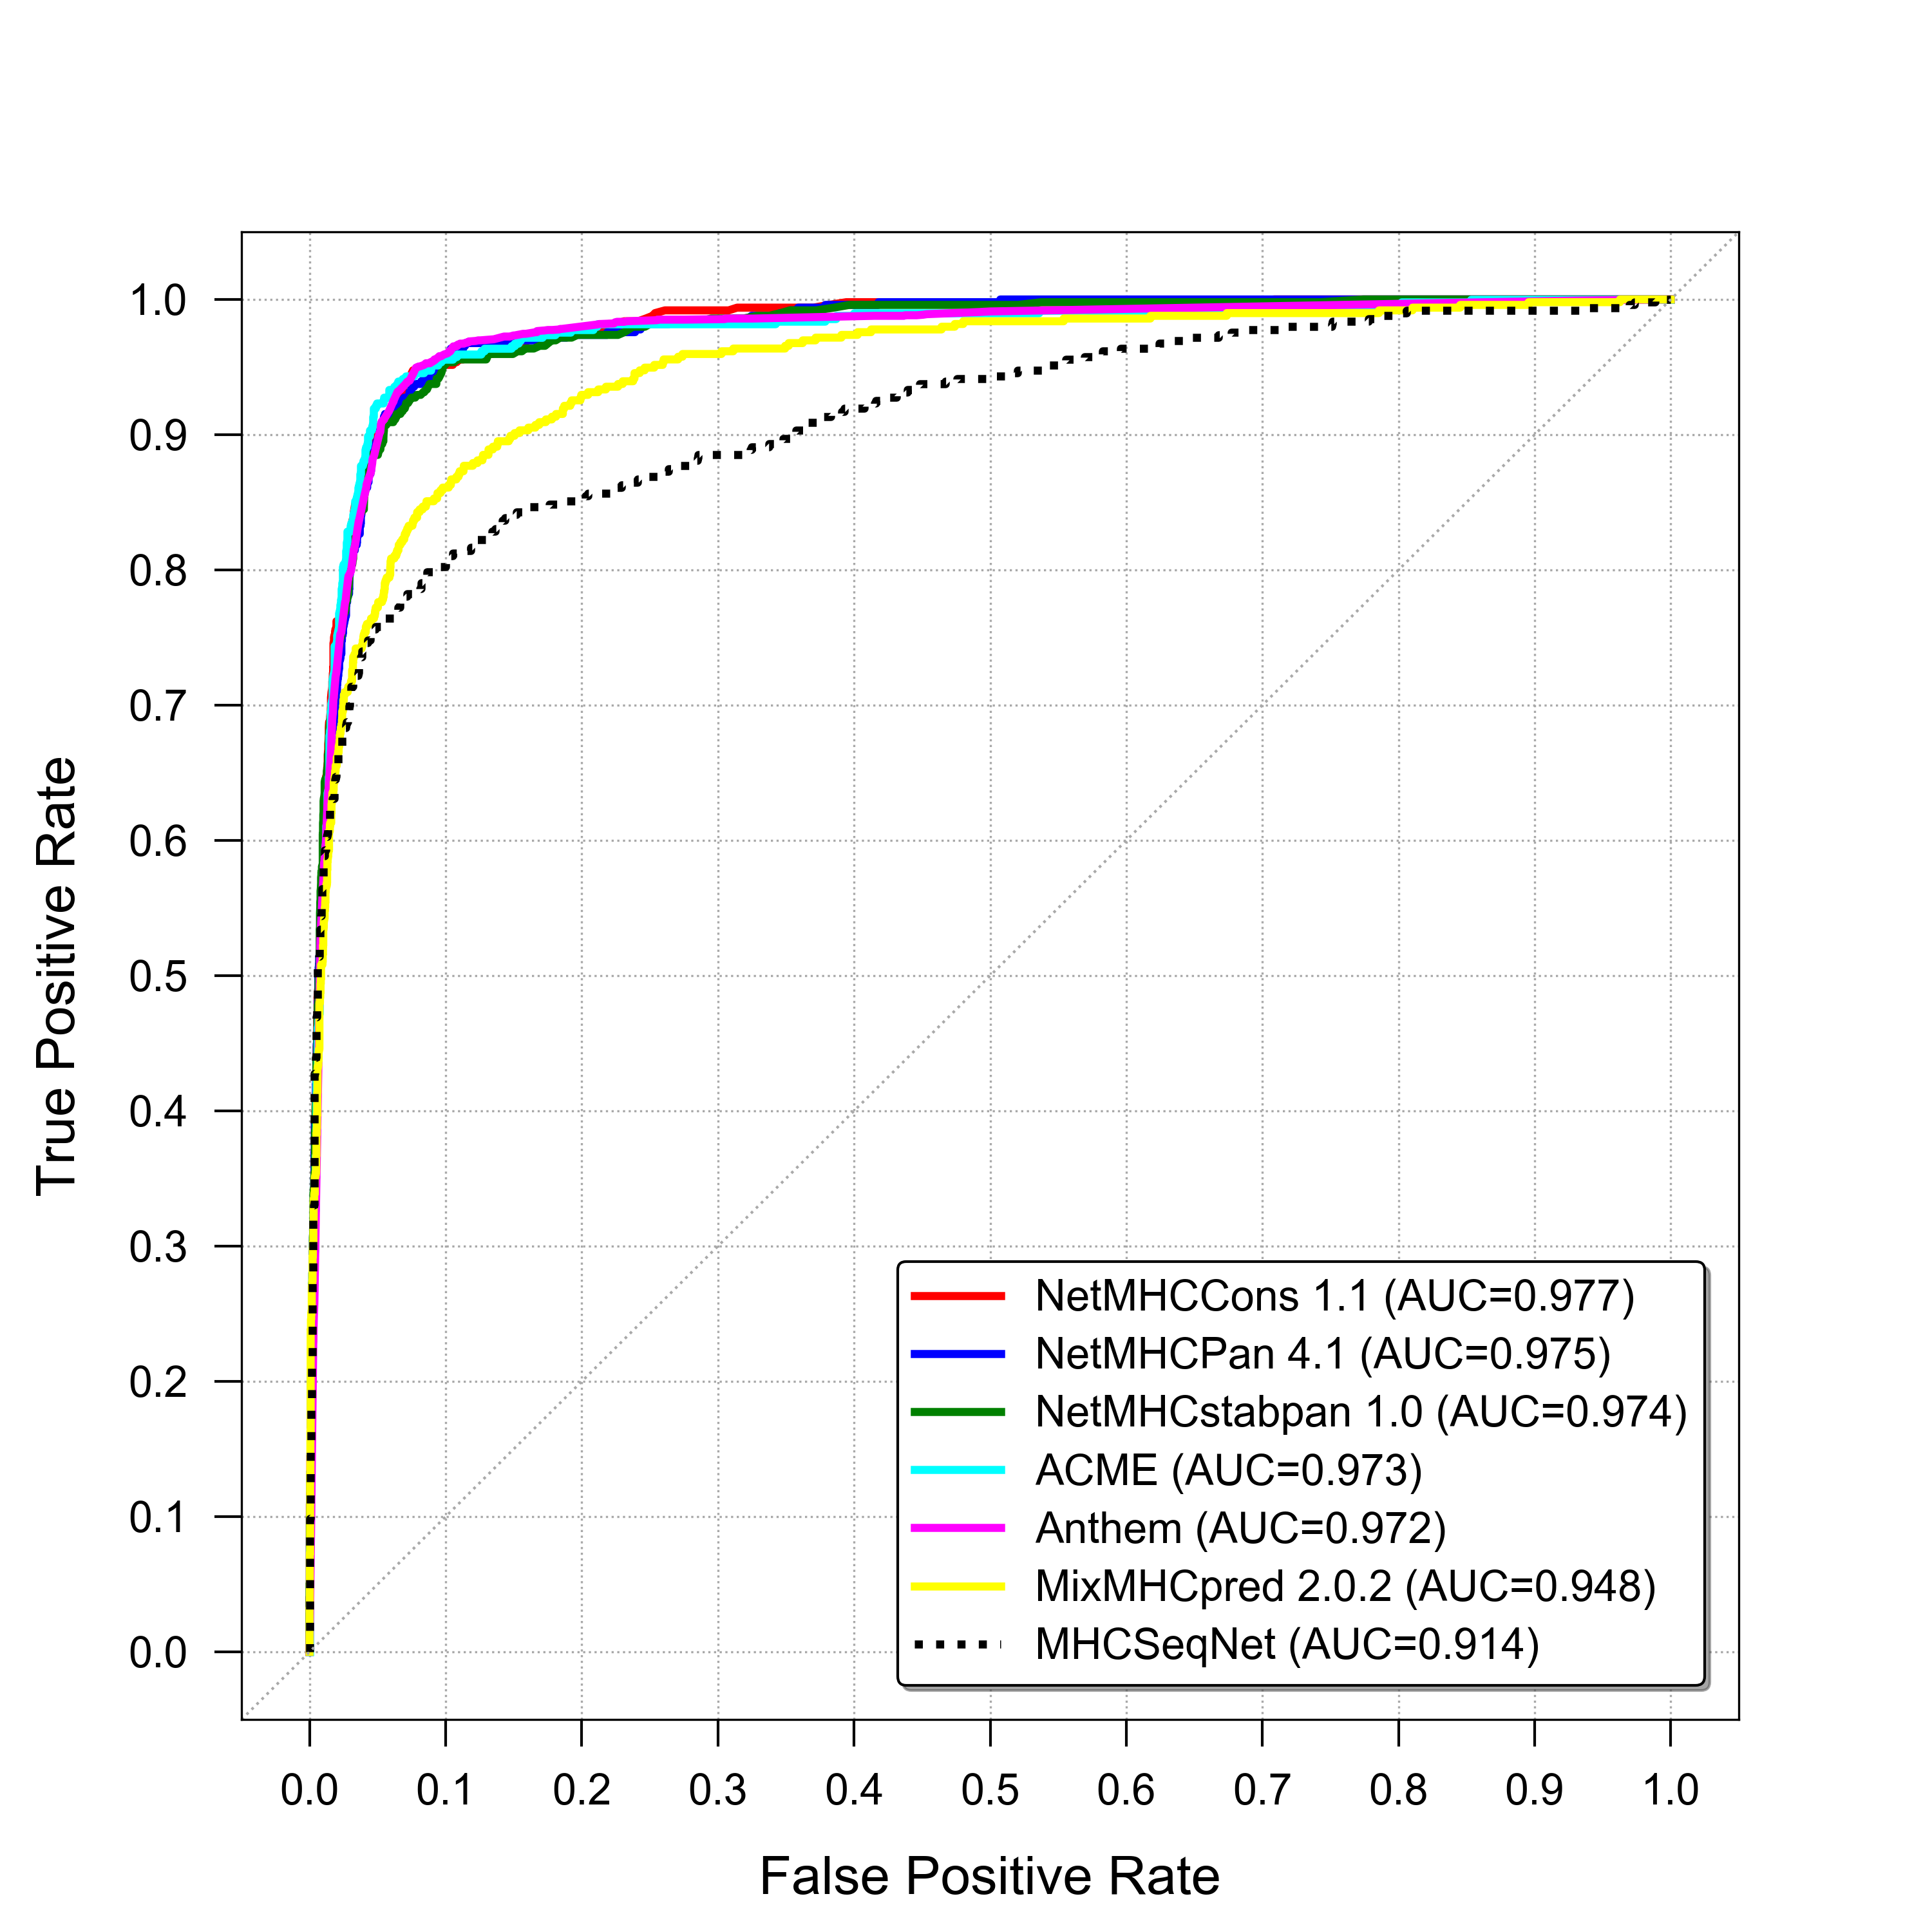 1.0
0.9
0.8
0.7
0.6
0.5
0.4
0.3
0.2
0.1
0.0
True Positive Rate
NetMHCCons 1.1 (AUC=0.977)
NetMHCPan 4.1 (AUC=0.975)
NetMHCstabpan 1.0 (AUC=0.974)
ACME (AUC=0.973)
Anthem (AUC=0.972)
MixMHCpred 2.0.2 (AUC=0.948)
MHCSeqNet (AUC=0.914)
0.0 0.1 0.2 0.3 0.4 0.5 0.6 0.7 0.8 0.9 1.0
False Positive Rate